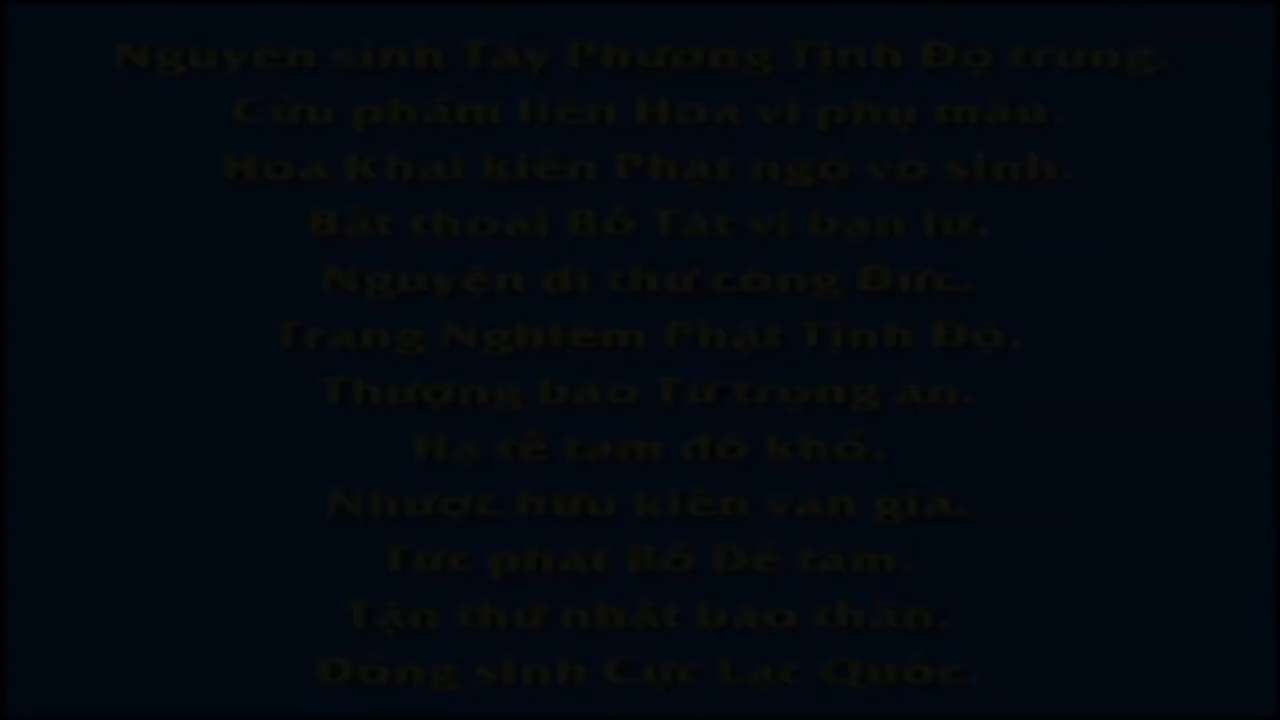 Nguyện sinh Tây Phương Tịnh Độ trung.
Cửu phẩm liên Hoa vi phụ mẫu.
Hoa Khai kiến Phật ngộ vô sinh.
Bất thoái Bồ Tát vi bạn lữ.
Nguyện dĩ thử công Đức.
Trang Nghiêm Phật Tịnh Độ.
Thượng báo Tứ trọng ân.
Hạ tế tam đồ khổ.
Nhược hữu kiến văn giả.
Tức phát Bồ Đề tâm.
Tận thử nhất báo thân.
Đồng sinh Cực Lạc Quốc.